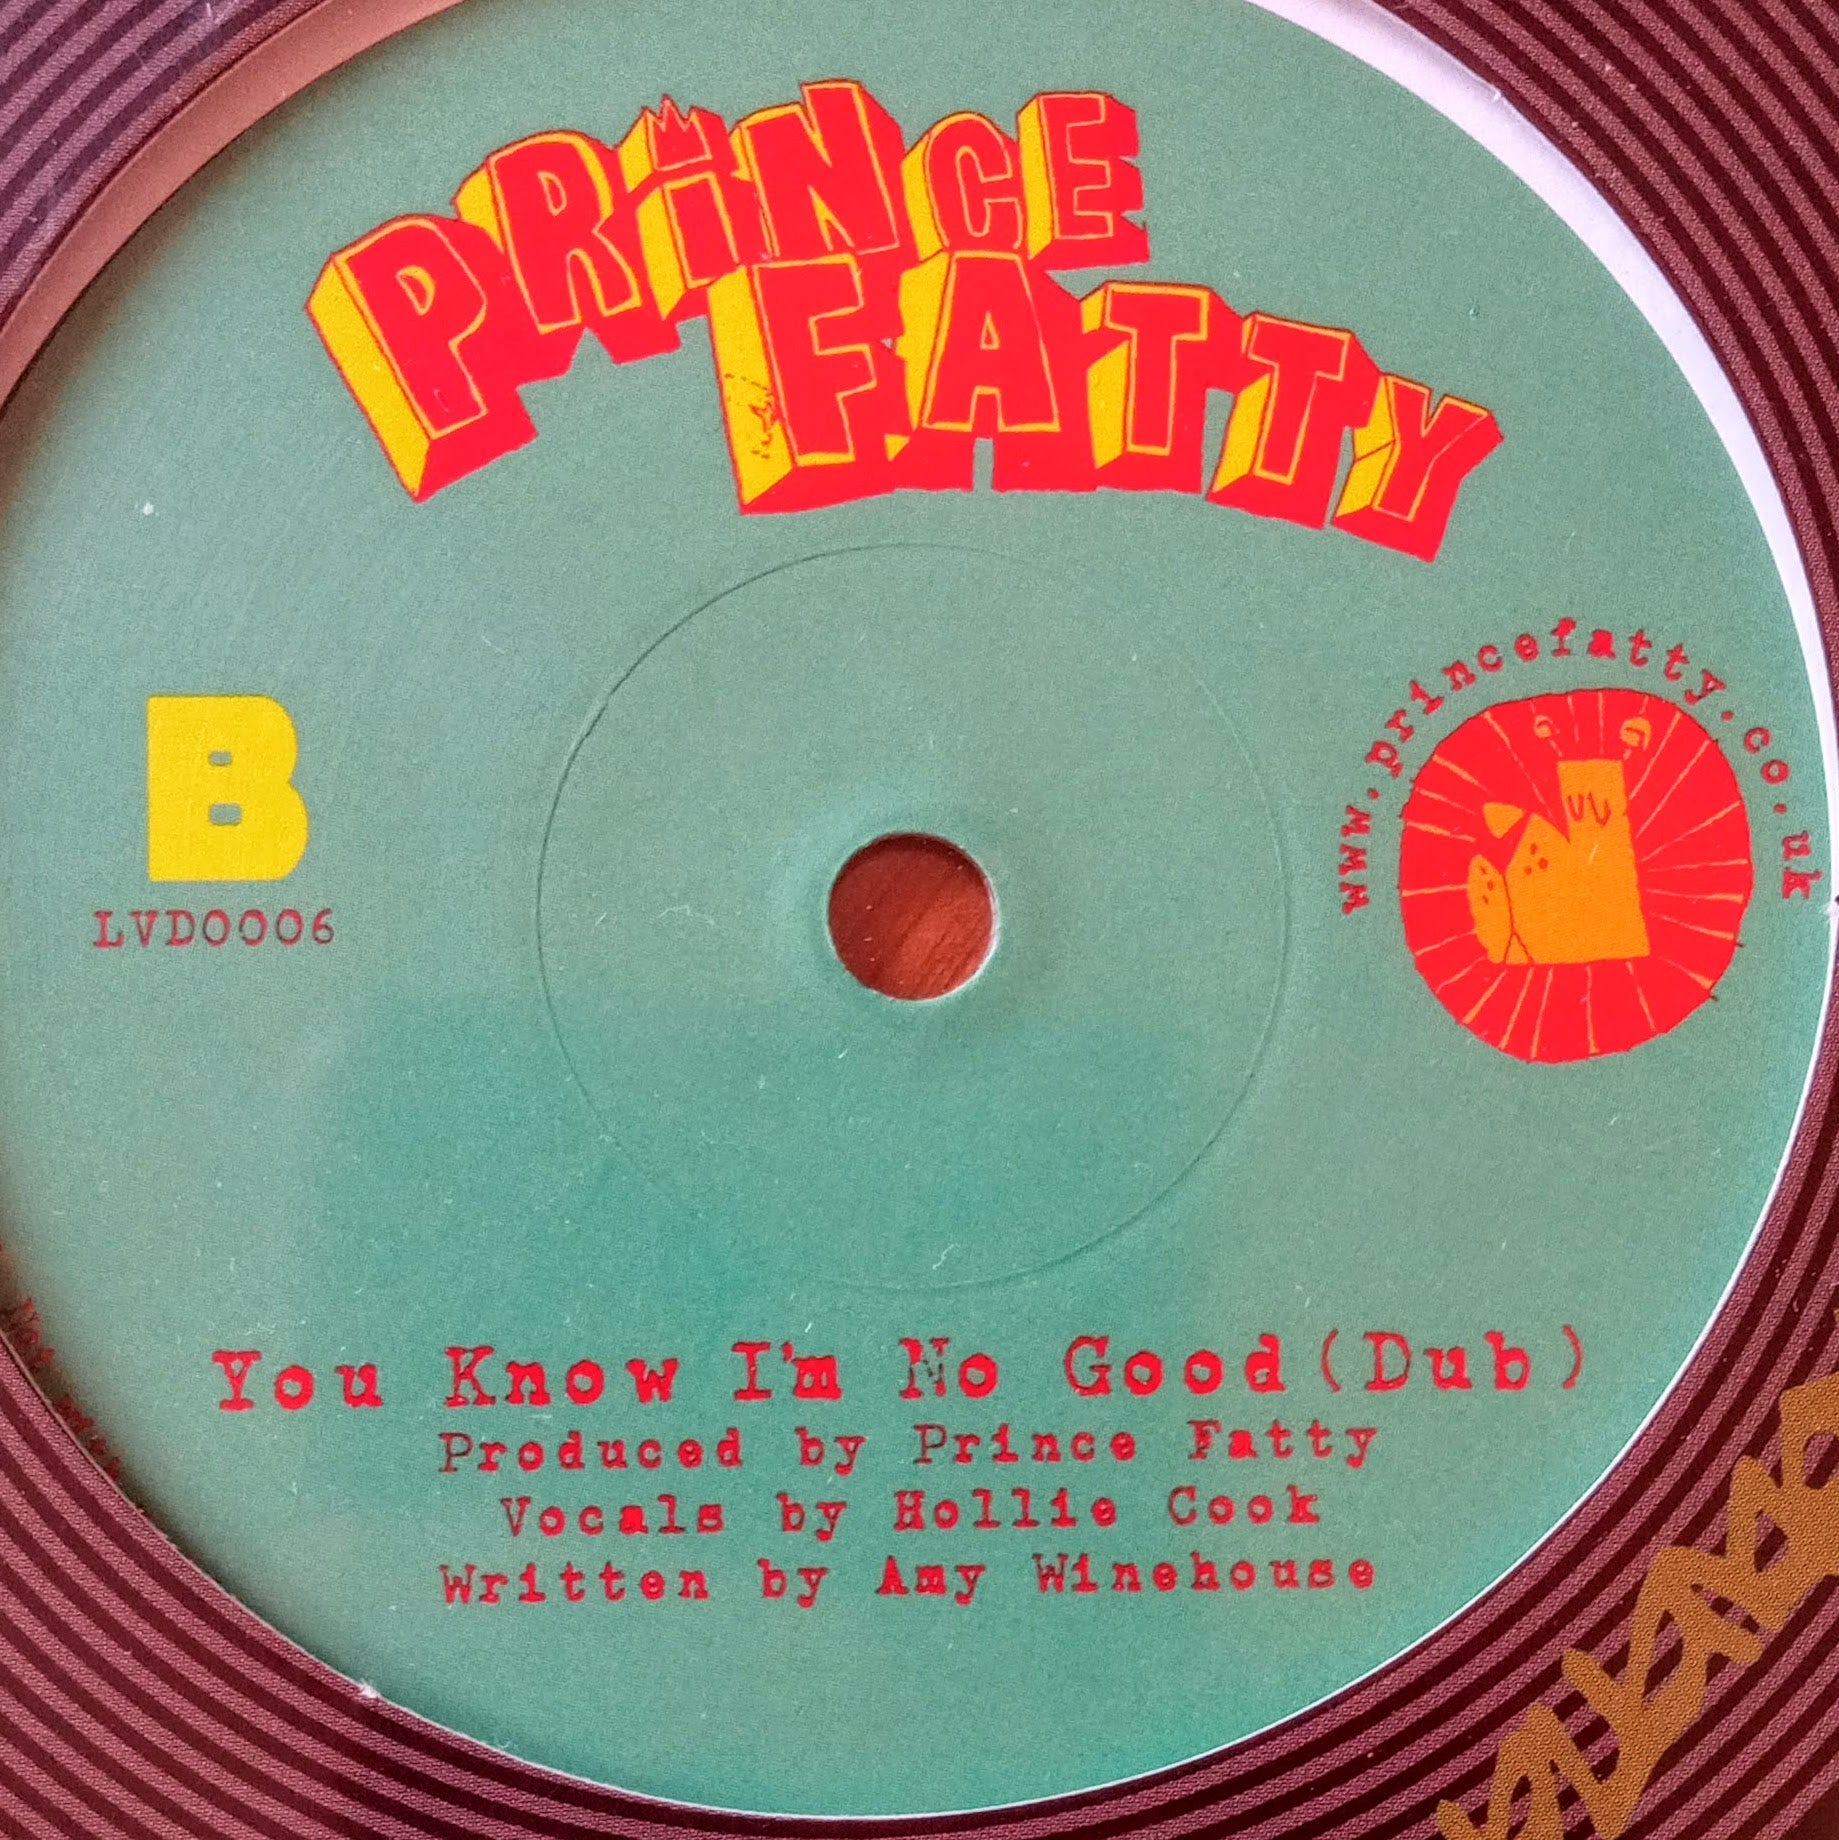 PRiNCE
FATTY
www.princefatty.co.uk
B
LVD0006
You Know I'm No Good(Dub)
Produced by Prince Fatty
Vocals by Hollie Cook
Written by Amy Winehouse